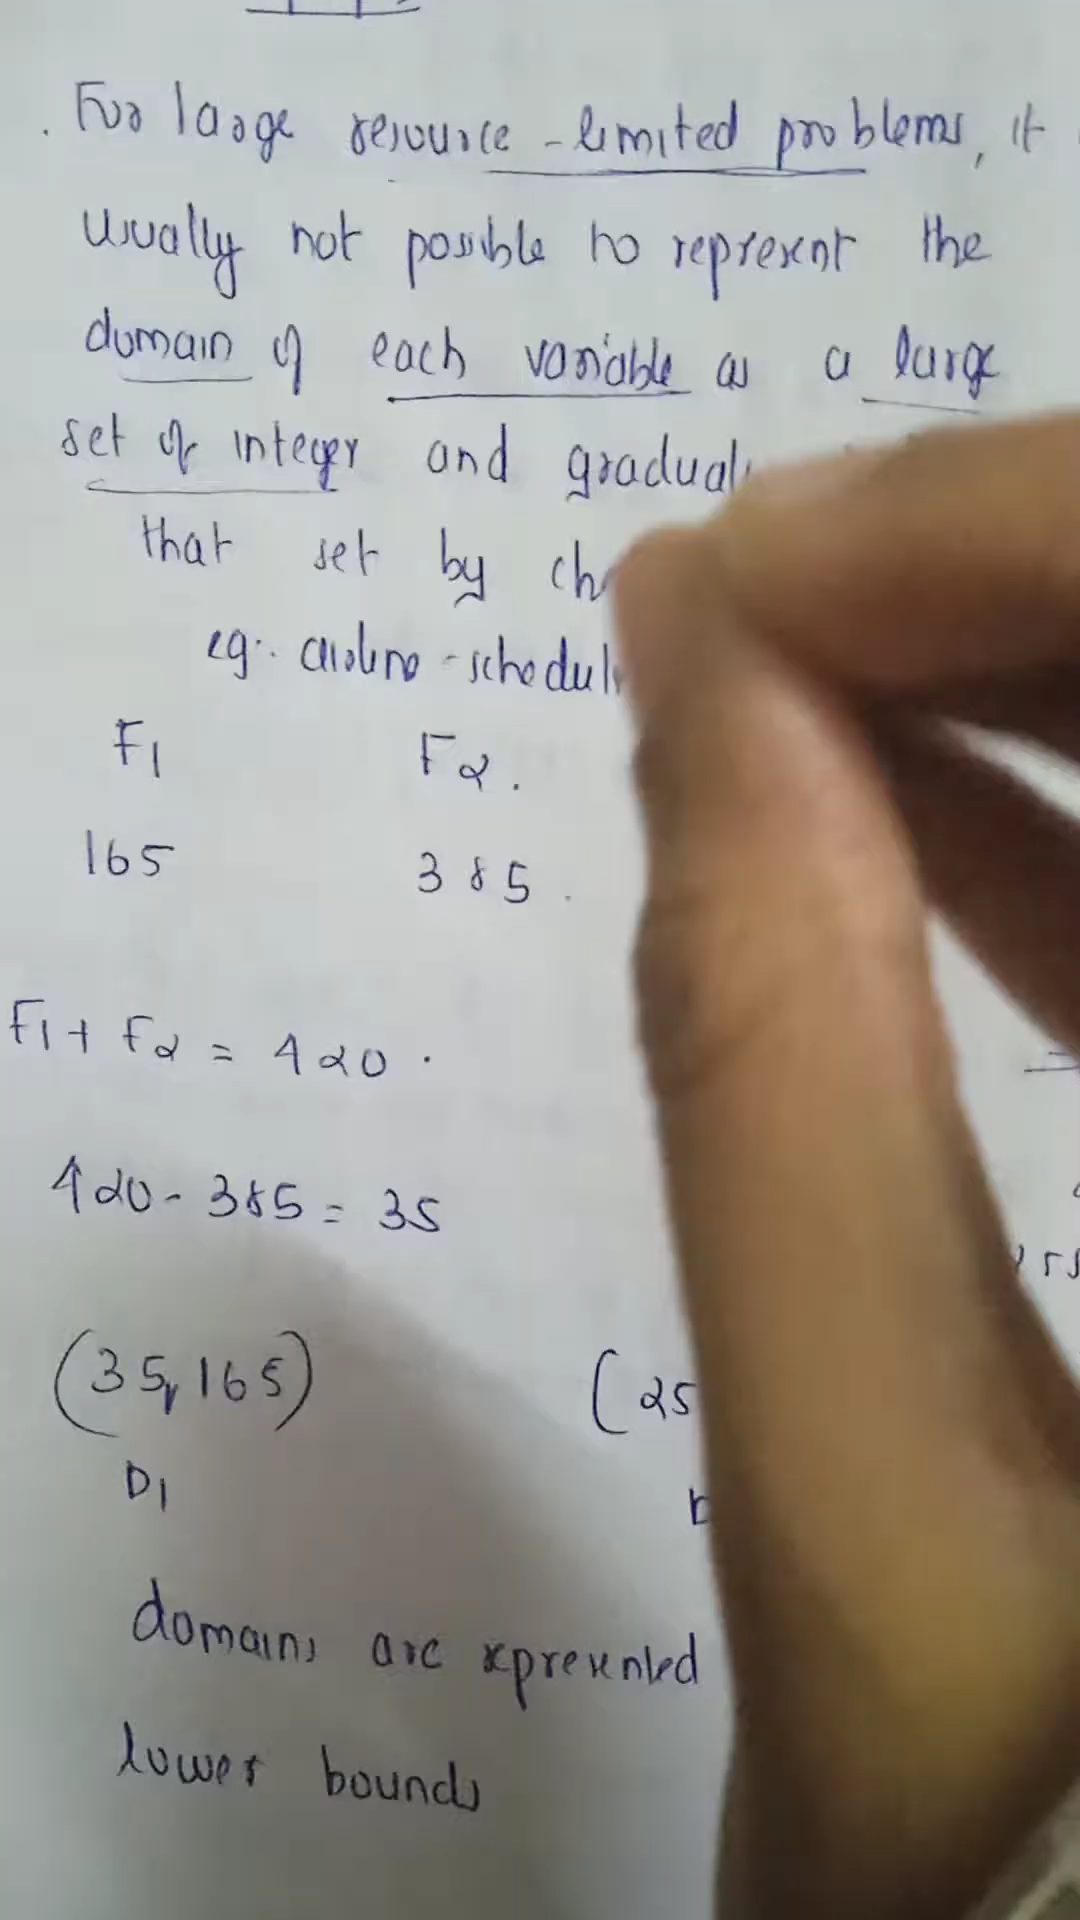 . For large resource-limited problems, it
usually not possible to represent the
domain of each variable as a large
set of integer and
that set by
eg:. airline-
F1 F2.
165 385.
F1 + F2 = 420.
420 - 385 = 35
(35, 165) (25
D1
domains are represented
lower bounds